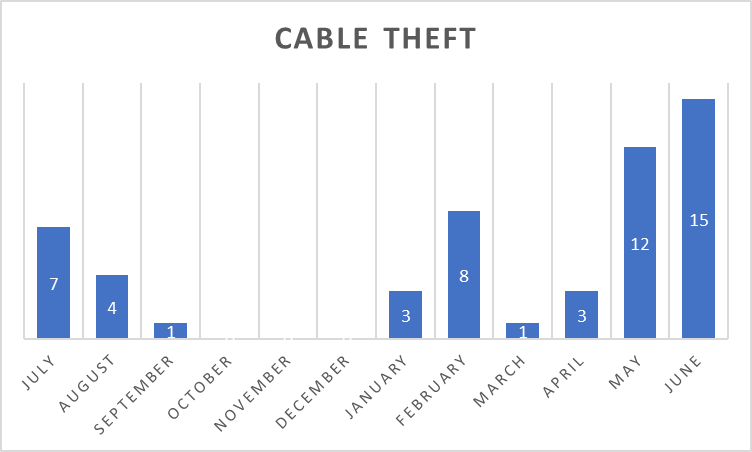 CABLE THEFT
7
4
1
3
8
1
3
12
15
JULY
AUGUST
SEPTEMBER
OCTOBER
NOVEMBER
DECEMBER
JANUARY
FEBRUARY
MARCH
APRIL
MAY
JUNE